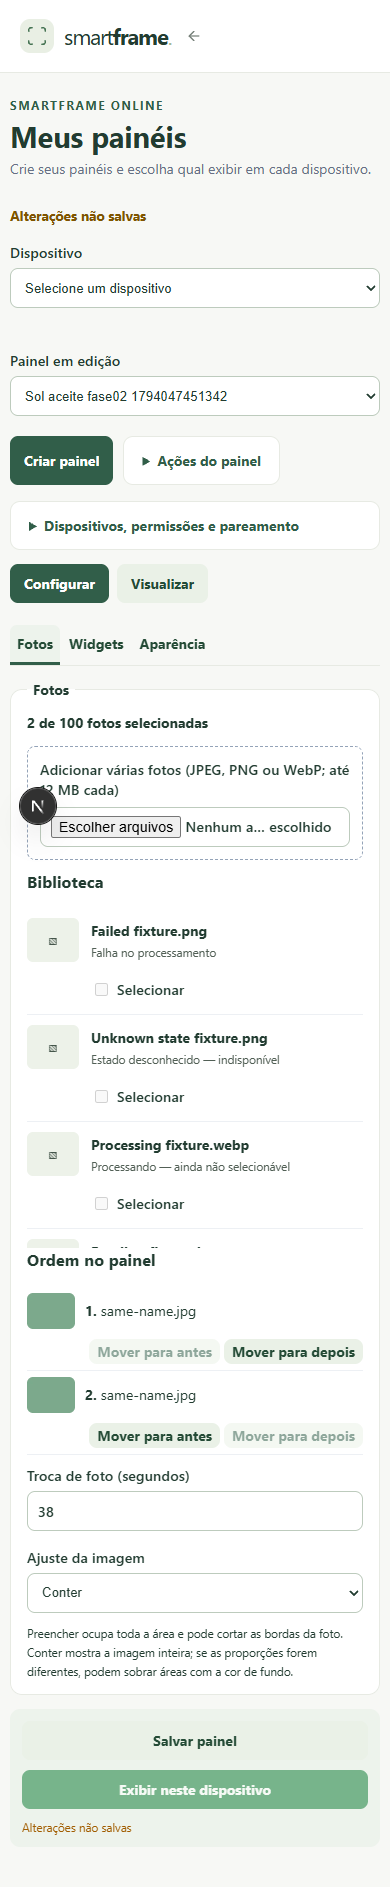 smartframe.
SMARTFRAME ONLINE
Meus painéis
Crie seus painéis e escolha qual exibir em cada dispositivo.
Alterações não salvas
Dispositivo
Selecione um dispositivo
Painel em edição
Sol aceite fase02 1794047451342
Criar painel
Ações do painel
Dispositivos, permissões e pareamento
Configurar
Visualizar
Fotos
Widgets
Aparência
Fotos
2 de 100 fotos selecionadas
Adicionar várias fotos (JPEG, PNG ou WebP; até
MB cada)
N
Escolher arquivos
Nenhum a... escolhido
Biblioteca
Failed fixture.png
Falha no processamento
Selecionar
Unknown state fixture.png
Estado desconhecido — indisponível
Selecionar
Processing fixture.webp
Processando — ainda não selecionável
Selecionar
Ordem no painel
1. same-name.jpg
Mover para antes
Mover para depois
2. same-name.jpg
Mover para antes
Mover para depois
Troca de foto (segundos)
38
Ajuste da imagem
Conter
Preencher ocupa toda a área e pode cortar as bordas da foto.
Conter mostra a imagem inteira; se as proporções forem
diferentes, podem sobrar áreas com a cor de fundo.
Salvar painel
Exibir neste dispositivo
Alterações não salvas